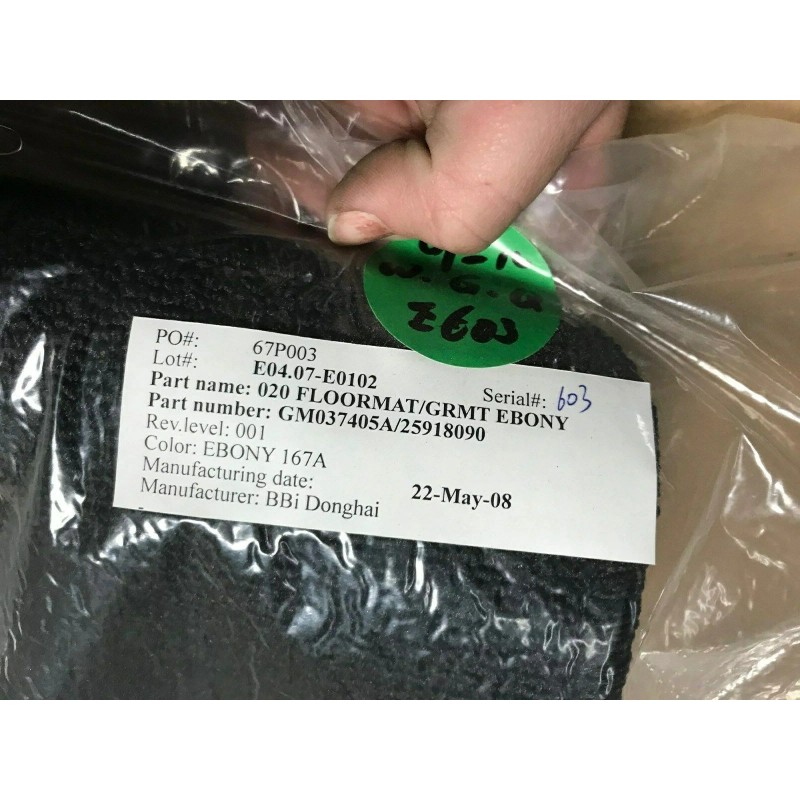 W.G.Q
Z603
PO#: 67P003
Lot#: E04.07-E0102
Serial#: 603
Part name: 020 FLOORMAT/GRMT EBONY
Part number: GM037405A/25918090
Rev.level: 001
Color: EBONY 167A
Manufacturing date: 22-May-08
Manufacturer: BBi Donghai